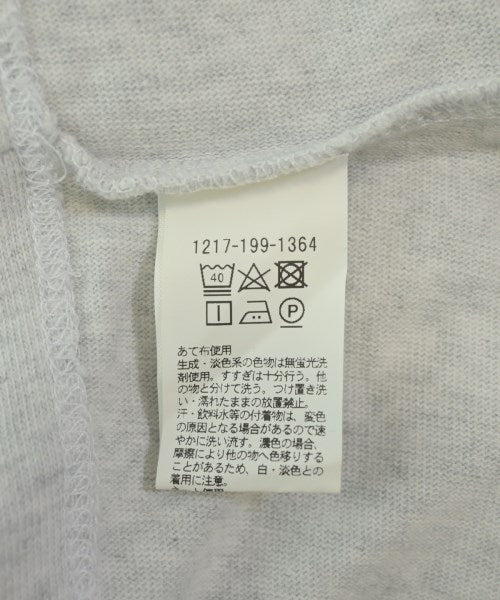 1217-199-1364
40
P
あて布使用
生成・淡色系の色物は無蛍光洗
剤使用。すすぎは十分行う。他
の物と分けて洗う。つけ置き洗
い・濡れたままの放置禁止。
汗・飲料水等の付着物は、変色
の原因となる場合があるので速
やかに洗い流す。濃色の場合、
摩擦により他の物へ色移りする
ことがあるため、白・淡色との
着用に注意。
ネット使用